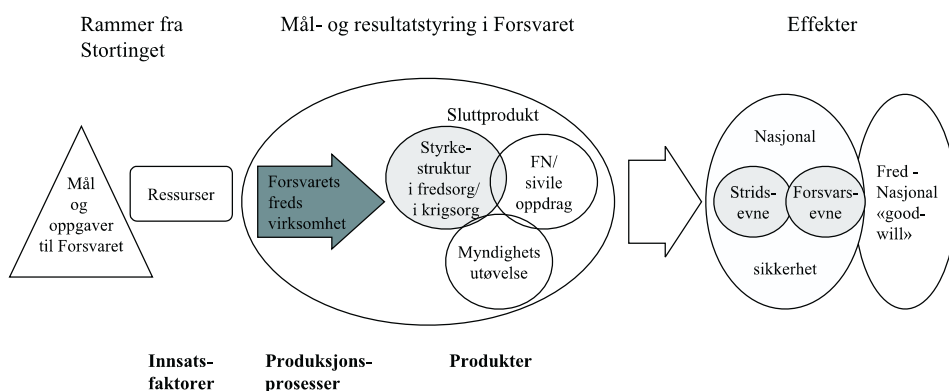 Rammer fra
Stortinget
Mål- og resultatstyring i Forsvaret
Effekter
Mål
og
oppgaver
til Forsvaret
Ressurser
Forsvarets
freds
virksomhet
Sluttprodukt
Styrke-
struktur
i fredsorg/
i krigsorg
FN/
sivile
oppdrag
Myndighets
utøvelse
Nasjonal
Strids-
evne
Forsvars-
evne
sikkerhet
Fred -
Nasjonal
«good-
will»
Innsats-
faktorer
Produksjons-
prosesser
Produkter